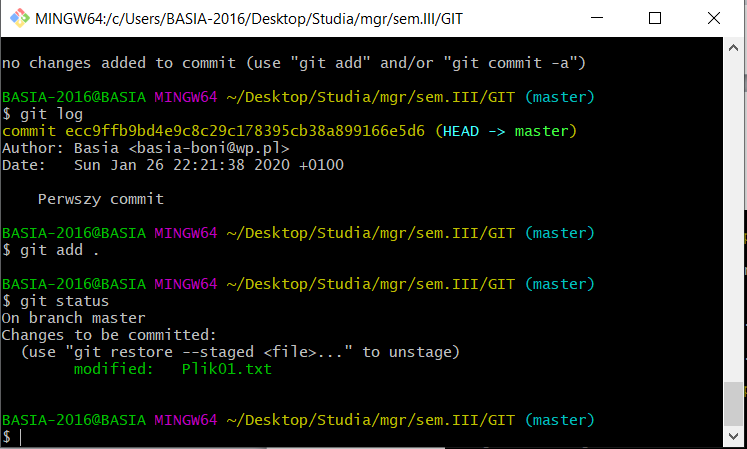 MINGW64:/c/Users/BASIA-2016/Desktop/Studia/mgr/sem.III/GIT
no changes added to commit (use "git add" and/or "git commit -a")
BASIA-2016@BASIA MINGW64 ~/Desktop/Studia/mgr/sem.III/GIT (master)
$ git log
commit ecc9ffb9bd4e9c8c29c178395cb38a899166e5d6 (HEAD -> master)
Author: Basia <basia-boni@wp.pl>
Date:   Sun Jan 26 22:21:38 2020 +0100
    Perwszy commit
BASIA-2016@BASIA MINGW64 ~/Desktop/Studia/mgr/sem.III/GIT (master)
$ git add .
BASIA-2016@BASIA MINGW64 ~/Desktop/Studia/mgr/sem.III/GIT (master)
$ git status
On branch master
Changes to be committed:
  (use "git restore --staged <file>..." to unstage)
        modified:   Plik01.txt
BASIA-2016@BASIA MINGW64 ~/Desktop/Studia/mgr/sem.III/GIT (master)
$